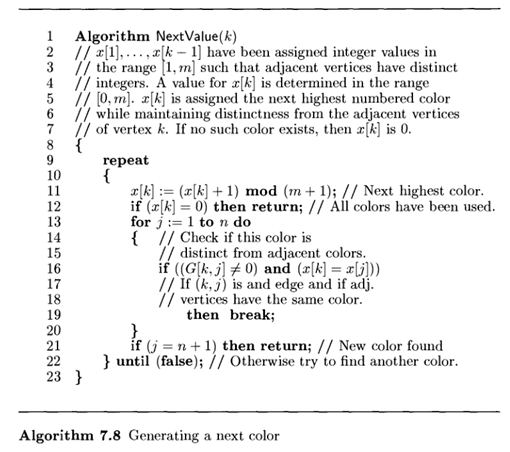 1 Algorithm NextValue(k)
2 // x[1], . . . , x[k − 1] have been assigned integer values in
3 // the range [1, m] such that adjacent vertices have distinct
4 // integers. A value for x[k] is determined in the range
5 // [0, m]. x[k] is assigned the next highest numbered color
6 // while maintaining distinctness from the adjacent vertices
7 // of vertex k. If no such color exists, then x[k] is 0.
8 {
9 repeat
10 {
11 x[k] := (x[k] + 1) mod (m + 1); // Next highest color.
12 if (x[k] = 0) then return; // All colors have been used.
13 for j := 1 to n do
14 { // Check if this color is
15 // distinct from adjacent colors.
16 if ((G[k, j] ≠ 0) and (x[k] = x[j]))
17 // If (k, j) is and edge and if adj.
18 // vertices have the same color.
19 then break;
20 }
21 if (j = n + 1) then return; // New color found
22 } until (false); // Otherwise try to find another color.
23 }
Algorithm 7.8 Generating a next color